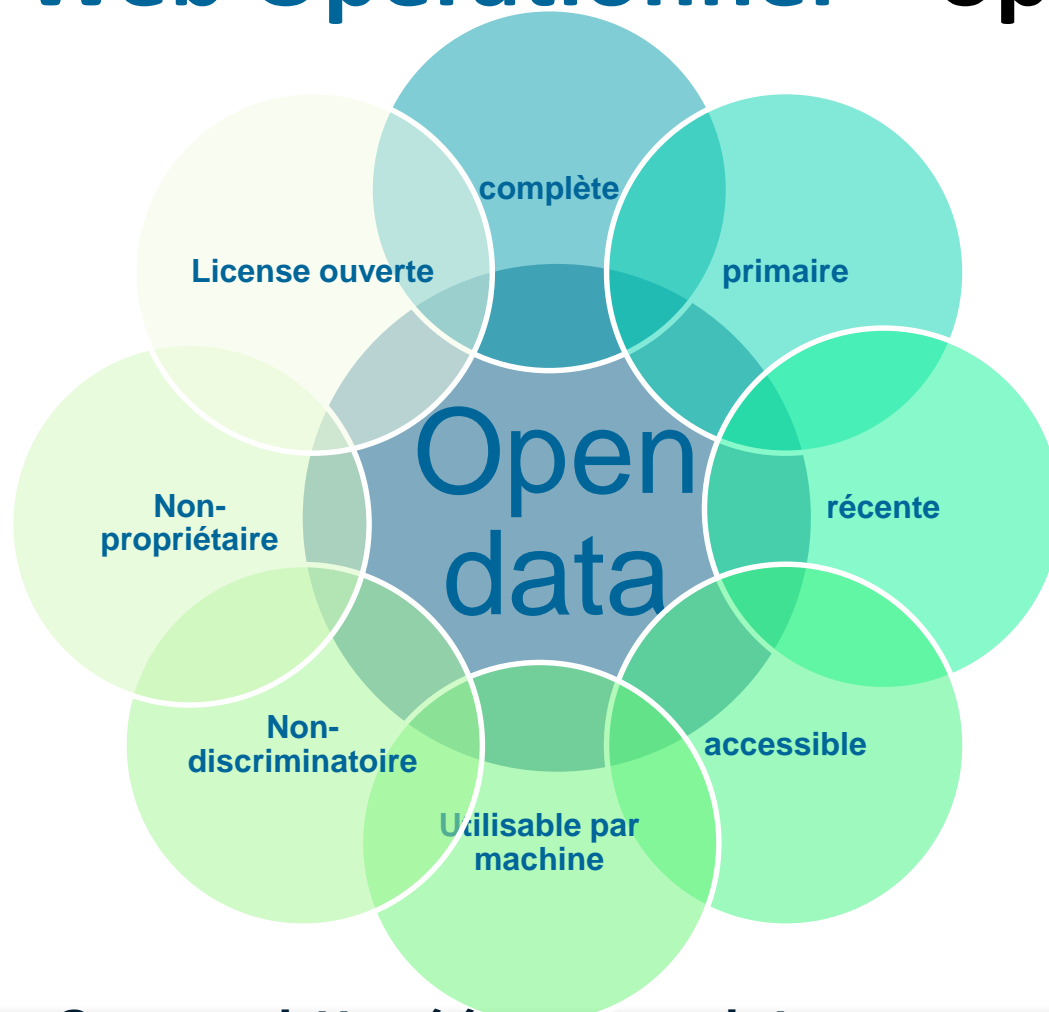 complète
License ouverte
primaire
Open
data
Non-
propriétaire
récente
Non-
discriminatoire
accessible
Utilisable par
machine